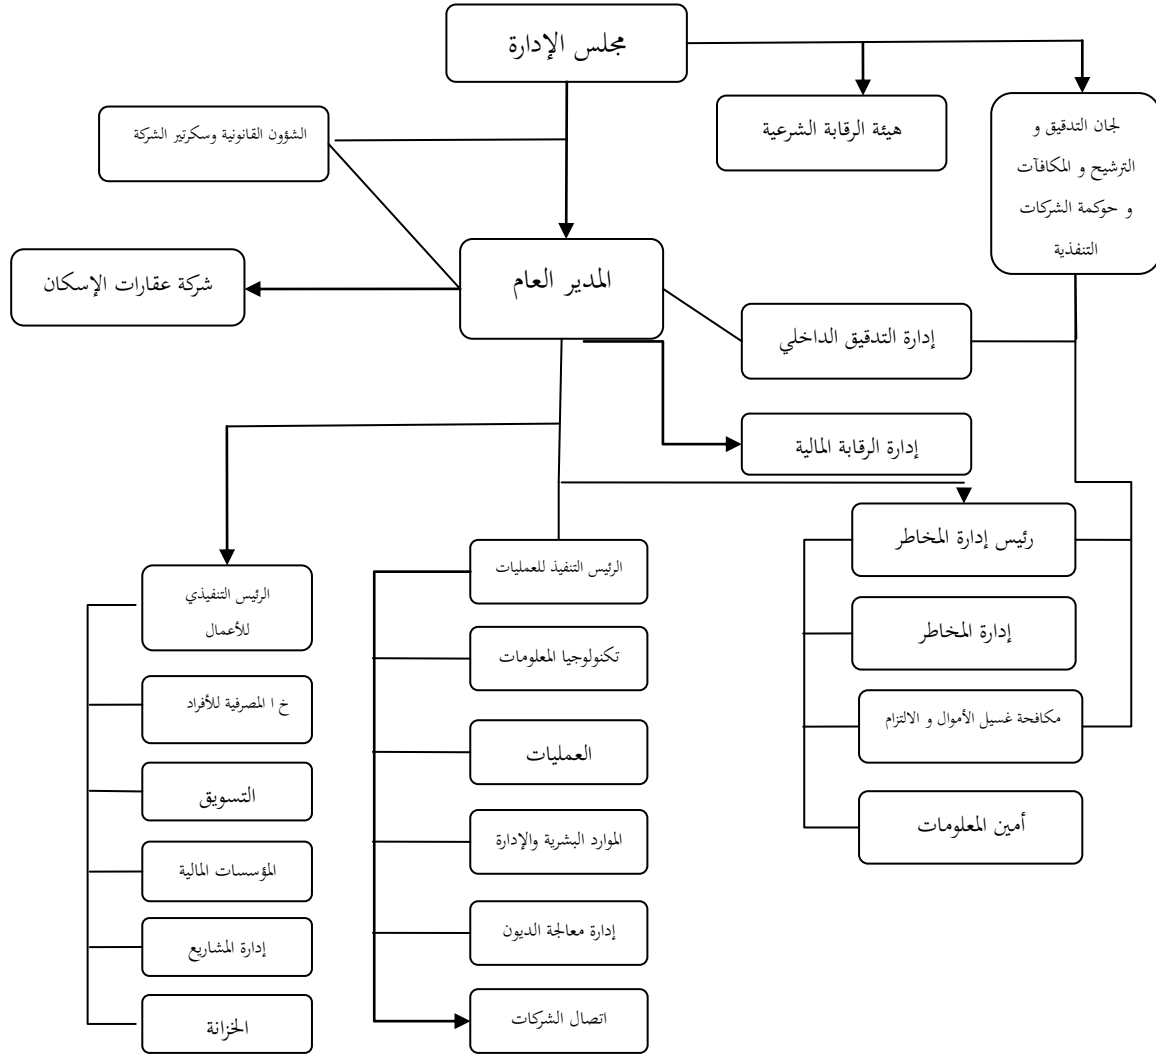 مجلس الإدارة
هيئة الرقابة الشرعية
لجان التدقيق و
الترشيح و المكافآت
و حوكمة الشركات
التنفذية
الشؤون القانونية وسكرتير الشركة
المدير العام
شركة عقارات الإسكان
إدارة التدقيق الداخلي
إدارة الرقابة المالية
رئيس إدارة المخاطر
إدارة المخاطر
مكافحة غسيل الأموال و الالتزام
أمين المعلومات
الرئيس التنفيذ للعمليات
تكنولوجيا المعلومات
العمليات
الموارد البشرية والإدارة
إدارة معالجة الديون
اتصال الشركات
الرئيس التنفيذي
للأعمال
خ ا المصرفية للأفراد
التسويق
المؤسسات المالية
إدارة المشاريع
الخزانة